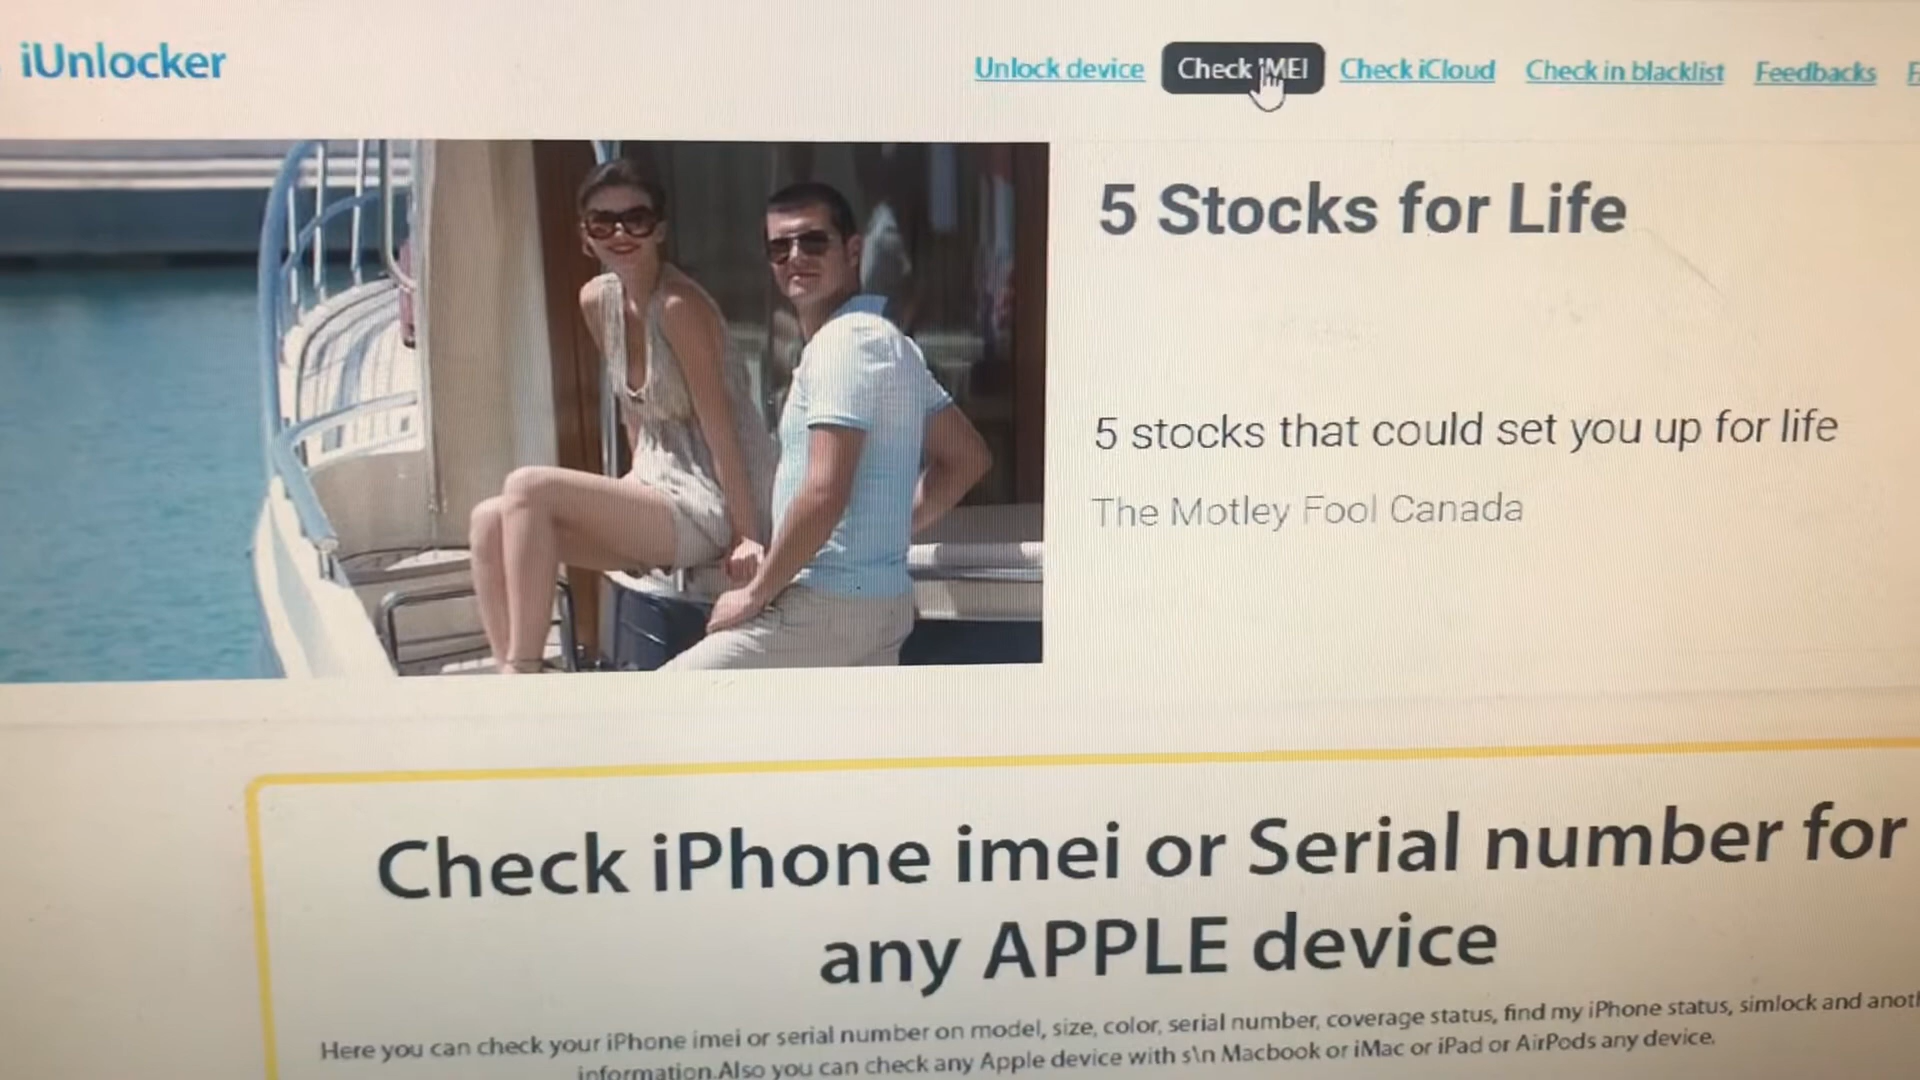 iUnlocker
Unlock device Check IMEI Check iCloud Check in blacklist Feedbacks
5 Stocks for Life
5 stocks that could set you up for life
The Motley Fool Canada
Check iPhone imei or Serial number for
any APPLE device
Here you can check your iPhone imei or serial number on model, size, color, serial number, coverage status, find my iPhone status, simlock and
information.Also you can check any Apple device with s\n Macbook or iMac or iPad or AirPods any device.